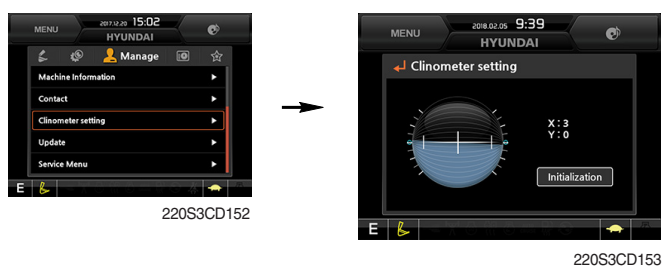 MENU
2017.12.20 15:02
HYUNDAI
Manage
Machine Information
Contact
Clinometer setting
Update
Service Menu
E
220S3CD152
MENU
2018.02.05 9:39
HYUNDAI
Clinometer setting
X : 3
Y : 0
Initialization
E
220S3CD153